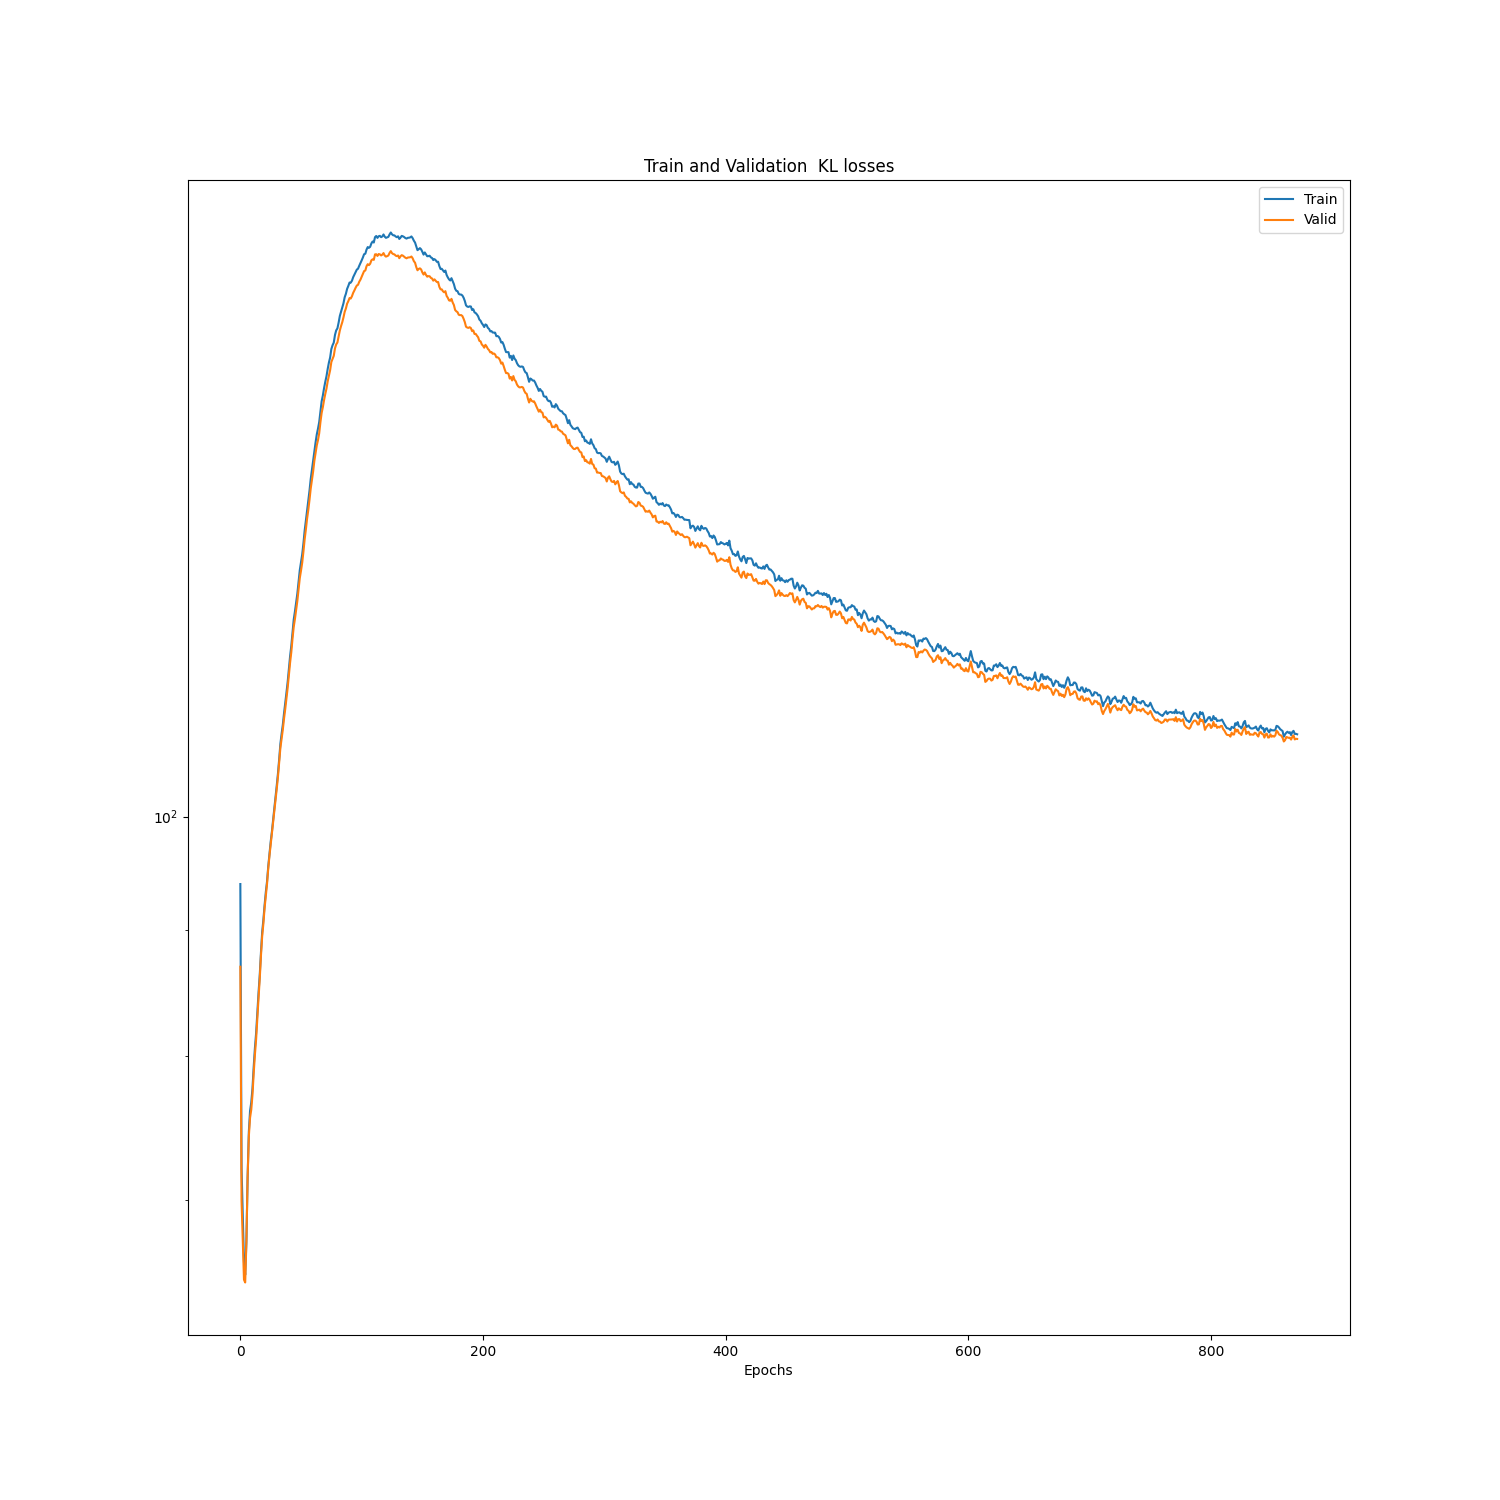 Train and Validation  KL losses
Train
Valid
10²
0 200 400 600 800
Epochs